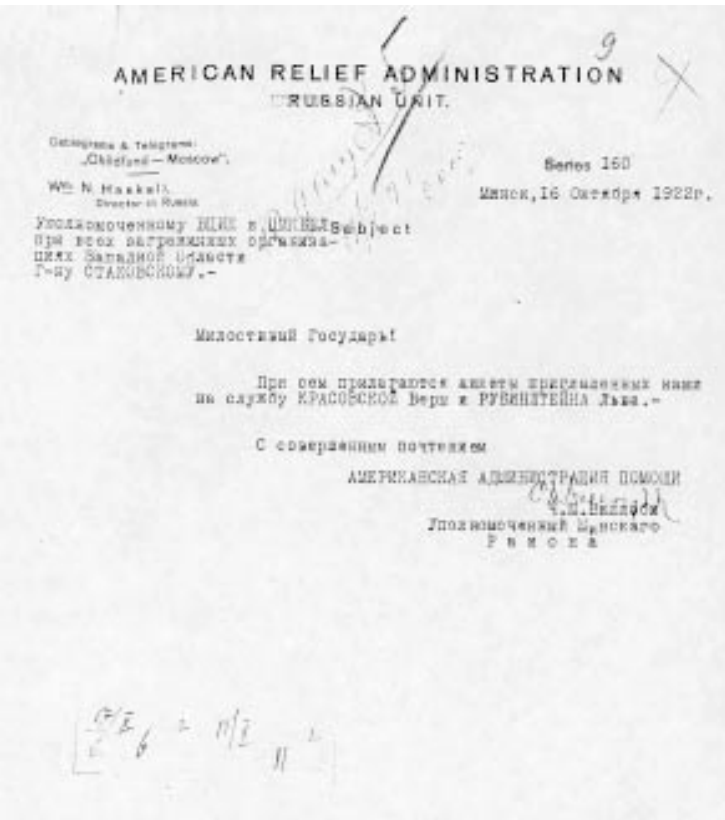 9
AMERICAN RELIEF ADMINISTRATION
RUSSIAN UNIT.
Cablegrams & Telegrams:
„Childfund — Moscow".
Wm. N. Haskell,
Director in Russia
Series 160
Минск, 16 Октября 1922г.
Уполномоченному ВЦИК и Subject
при всех заграничных организа-
циях Западной Области
Г-ну СТАКОВСКОМУ.-
Милостивый Государь!
При сем прилагаются анкеты приглашенных нами
на службу КРАСОВСКОЙ Веры и РУБИНШТЕЙНА Льва.-
С совершенным почтением
АМЕРИКАНСКАЯ АДМИНИСТРАЦИЯ ПОМОЩИ
Уполномоченный Минского
Района